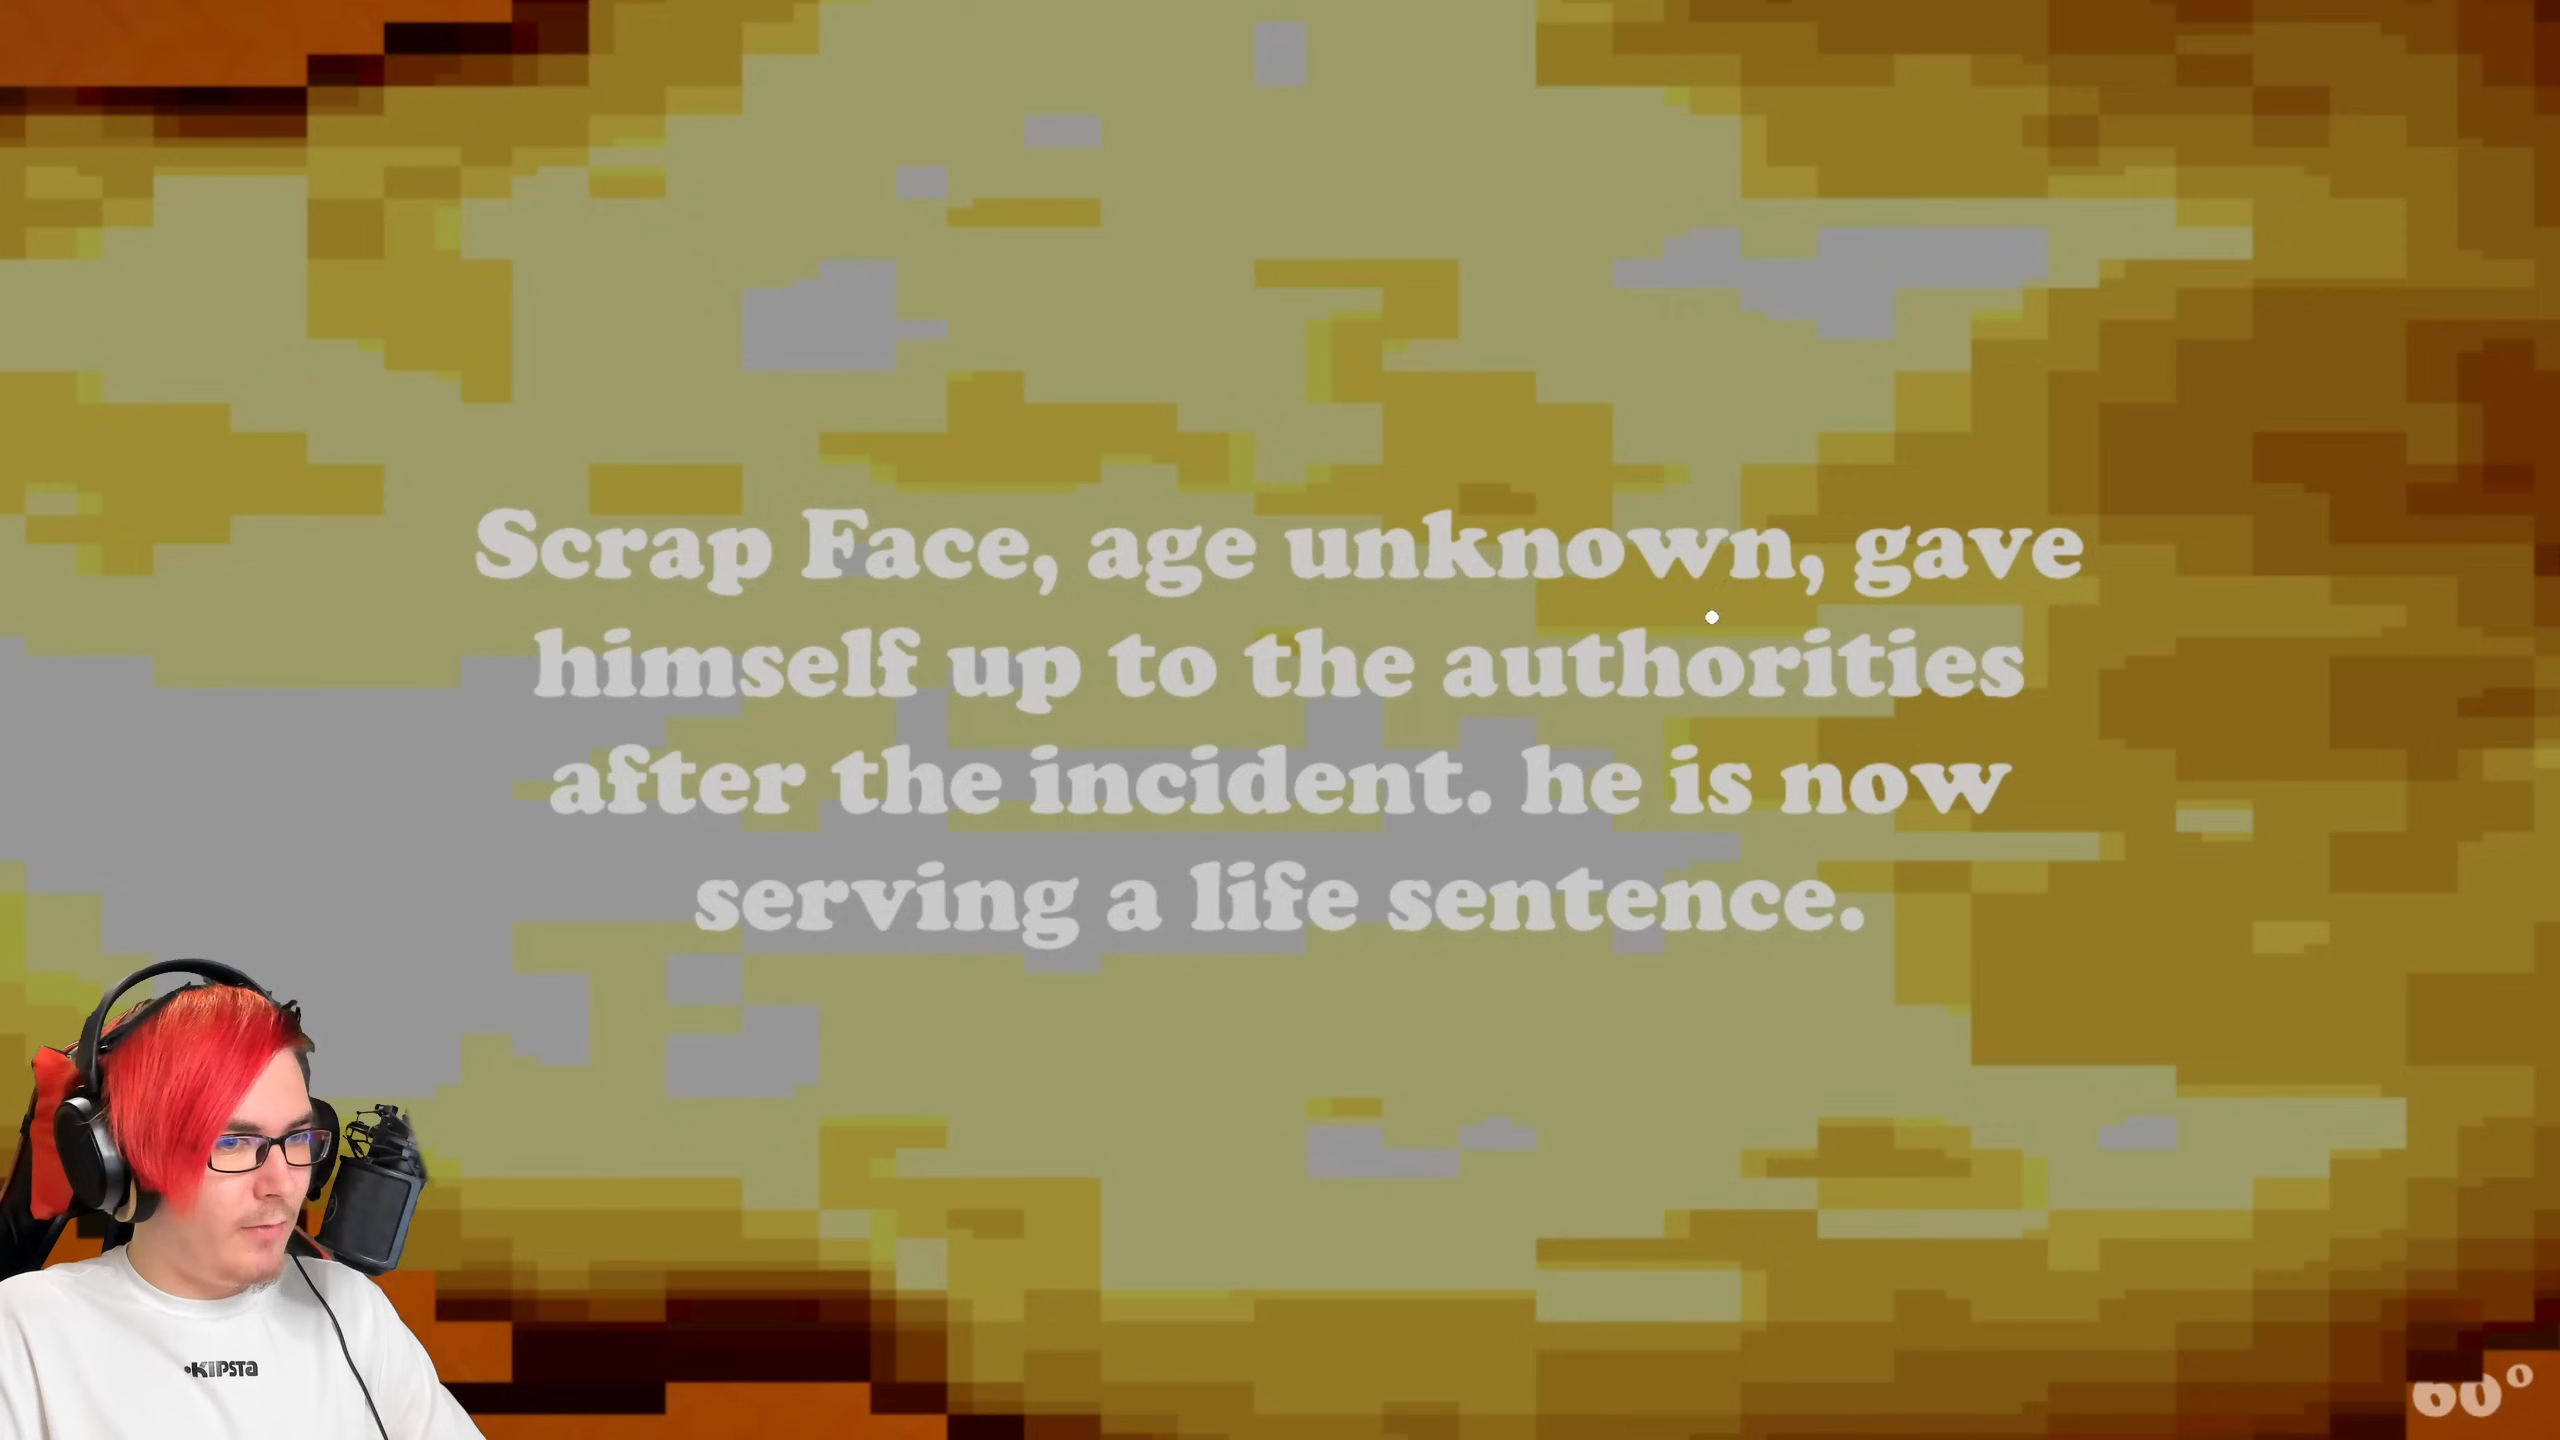 Scrap Face, age unknown, gave
himself up to the authorities
after the incident. he is now
serving a life sentence.
KIPSTA
60°